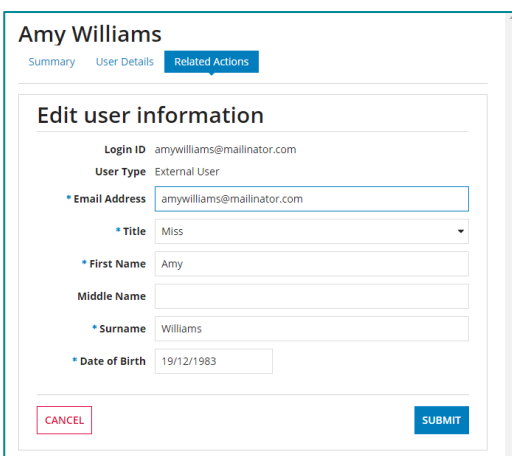 Amy Williams
Summary User Details Related Actions
Edit user information
Login ID amywilliams@mailinator.com
User Type External User
* Email Address amywilliams@mailinator.com
* Title Miss
* First Name Amy
Middle Name
* Surname Williams
* Date of Birth 19/12/1983
CANCEL SUBMIT